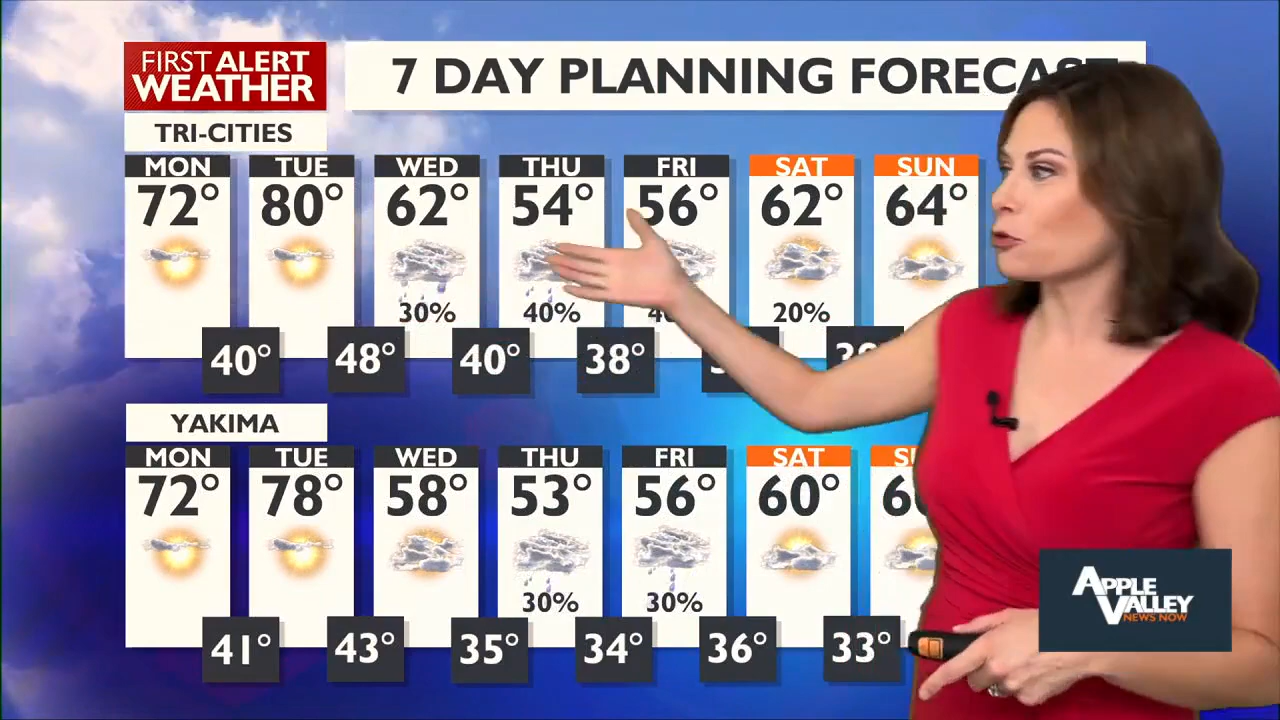 FIRST ALERT
WEATHER
7 DAY PLANNING FORECAST
TRI-CITIES
MON TUE WED THU FRI SAT SUN
72° 80° 62° 54° 56° 62° 64°
30% 40% 20%
40° 48° 40° 38°
YAKIMA
MON TUE WED THU FRI SAT
72° 78° 58° 53° 56° 60°
30% 30%
41° 43° 35° 34° 36° 33°
APPLE
VALLEY
NEWS NOW